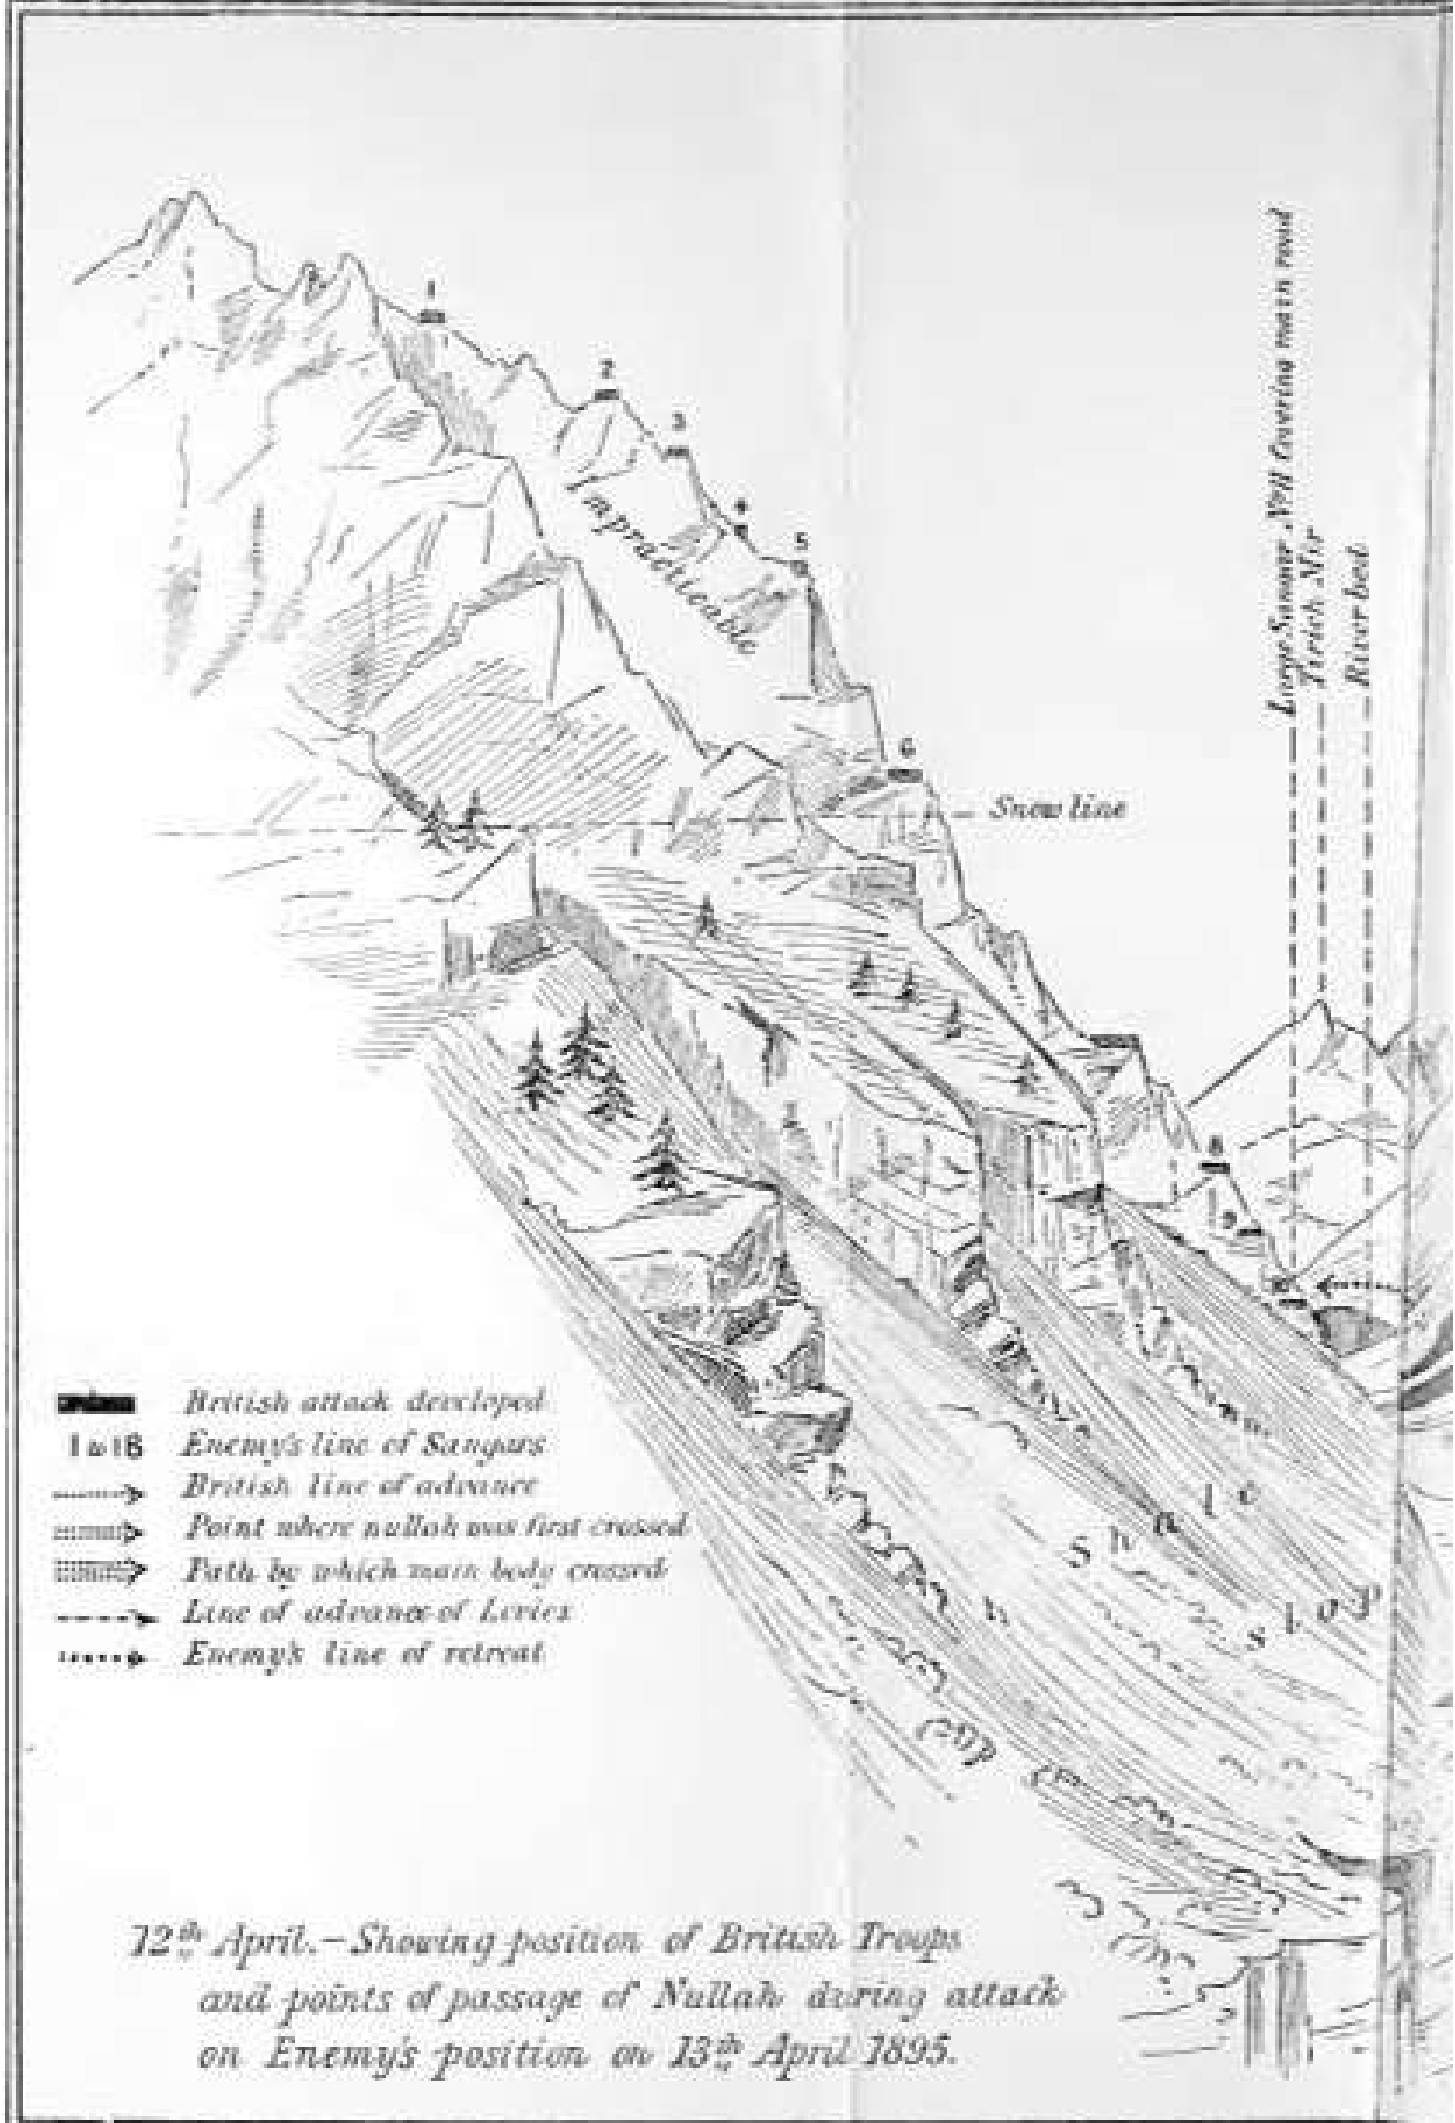 1
2
3
4
5
Impracticable
6
Snow line
Large Sangar No. 11 Covering main road
Tirich Mir
River bed
8
9
Shale Slop
British attack developed
1 to 18 Enemy's line of Sangars
British line of advance
Point where nullah was first crossed
Path by which main body crossed
Line of advance of Levies
Enemy's line of retreat
12th April.—Showing position of British Troops
and points of passage of Nullah during attack
on Enemy's position on 13th April 1895.